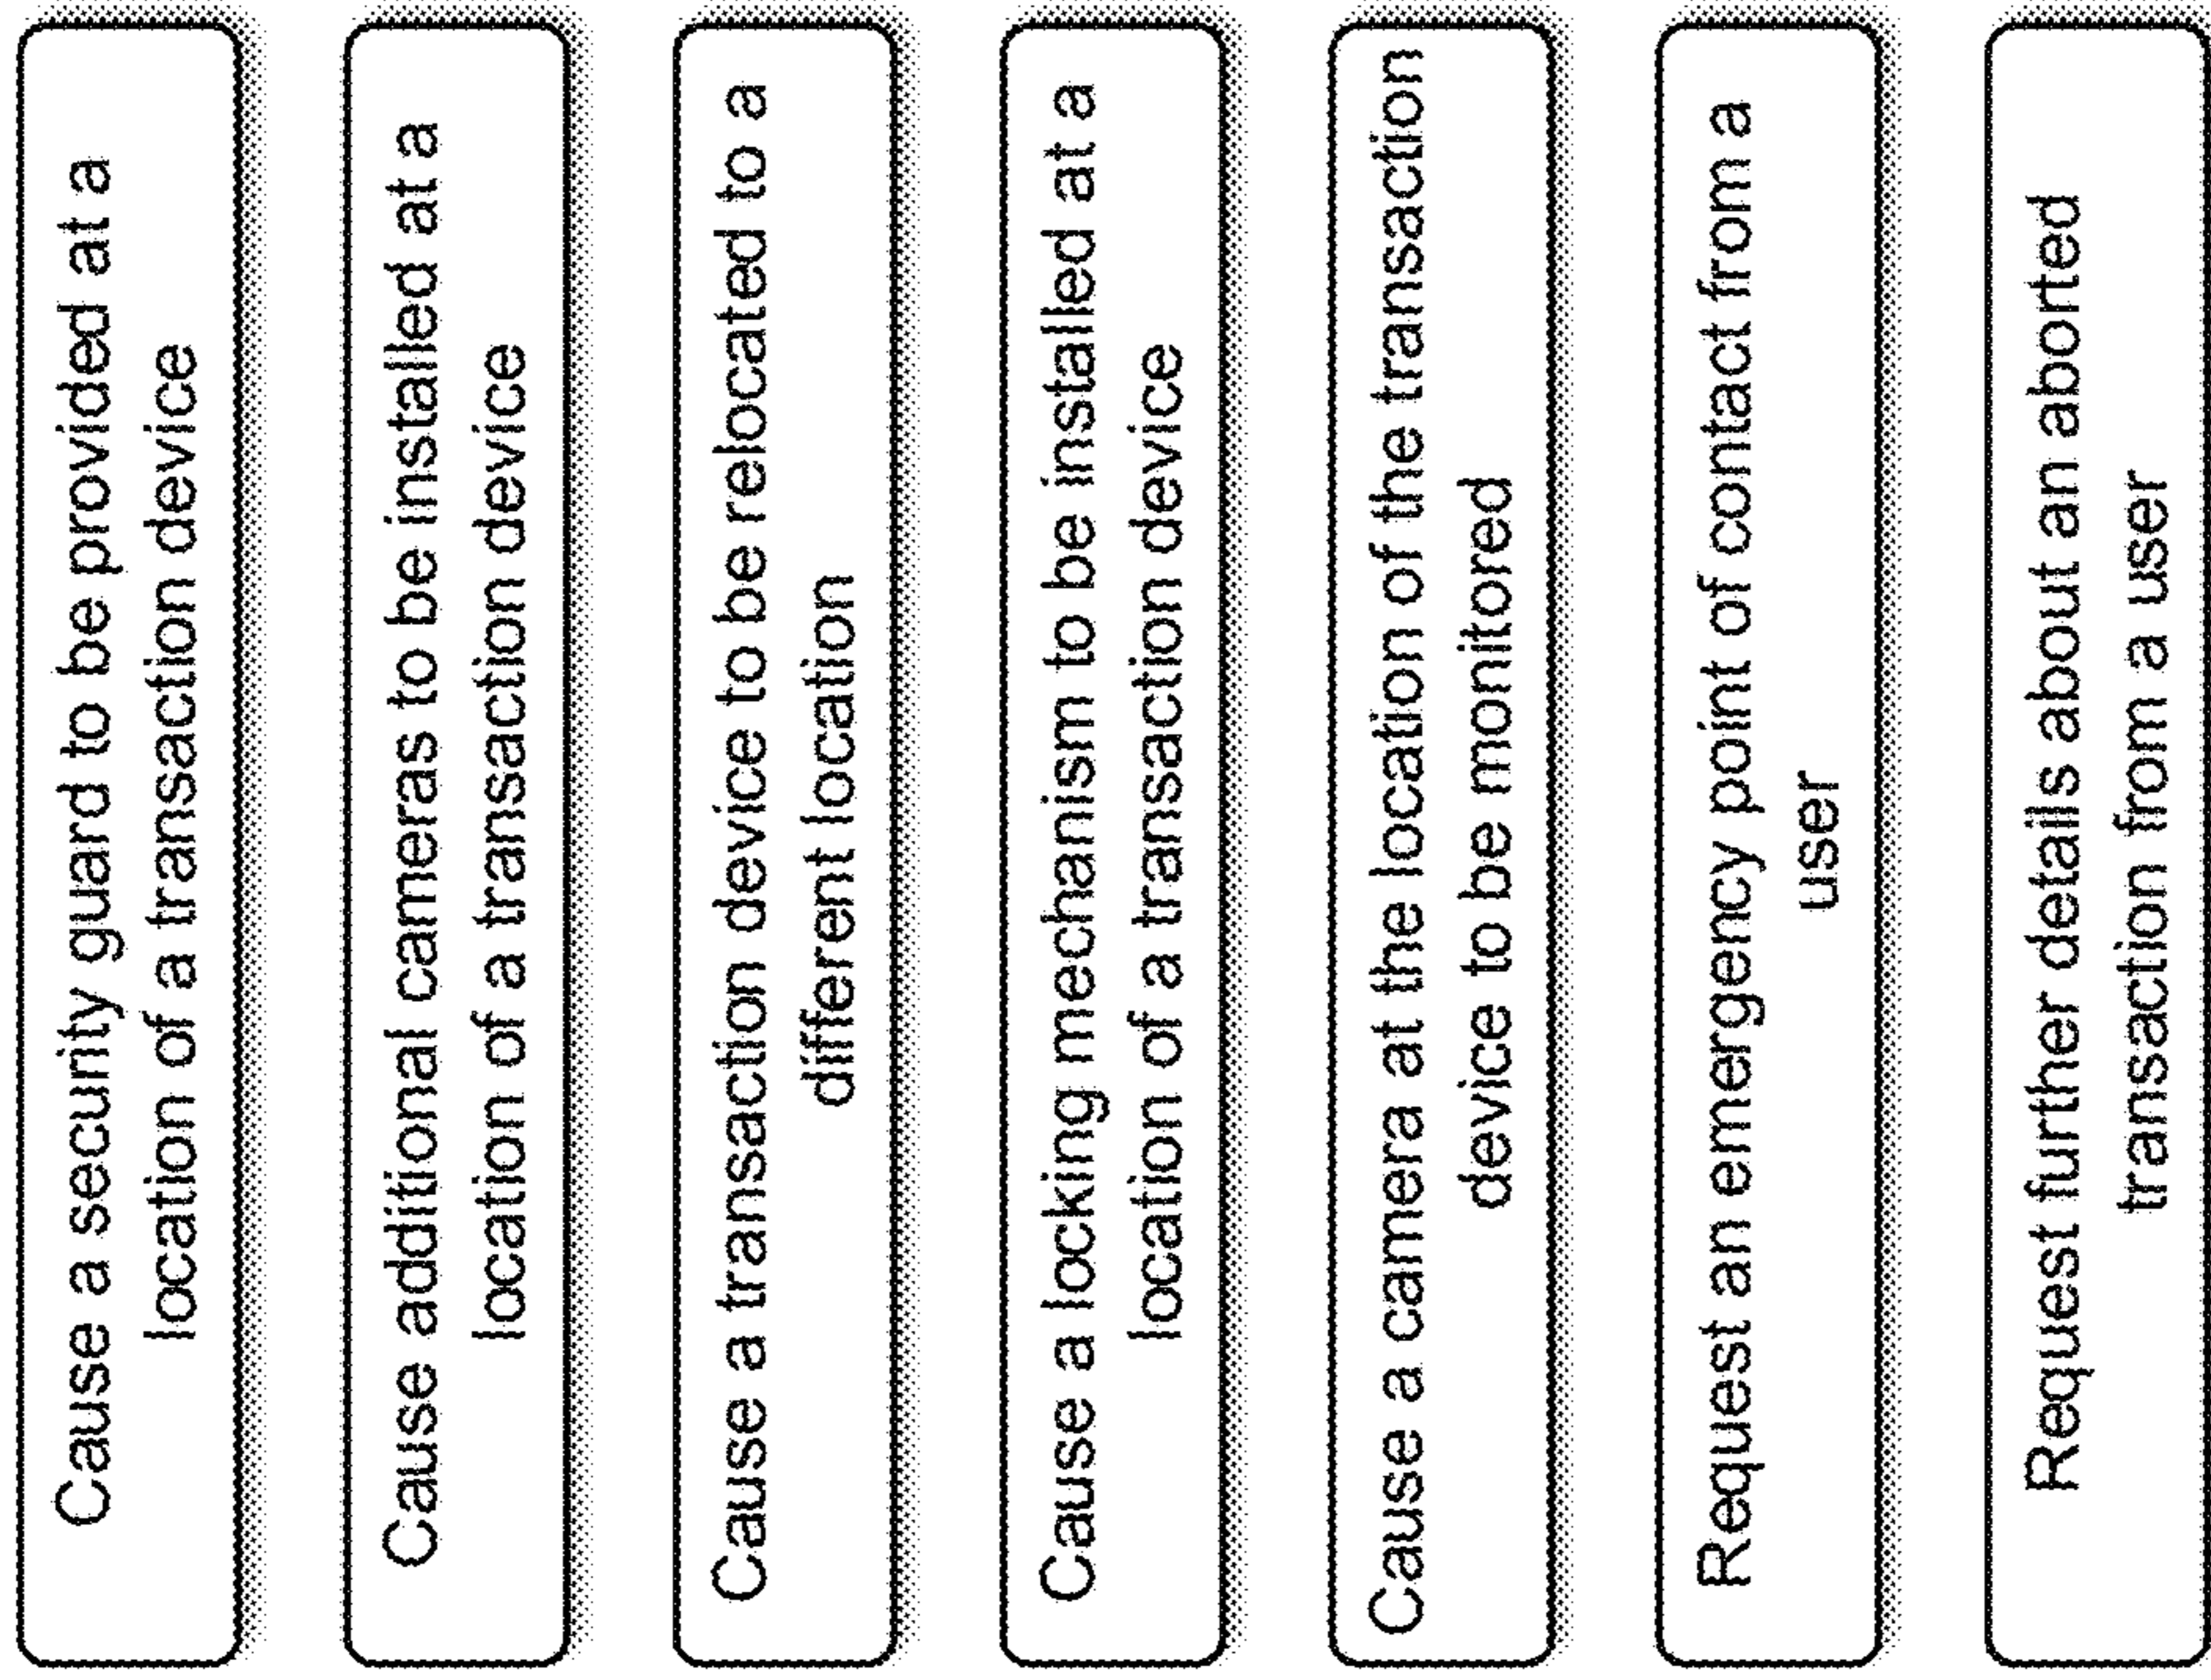 Cause a security guard to be provided at a
location of a transaction device
Cause additional cameras to be installed at a
location of a transaction device
Cause a transaction device to be relocated to a
different location
Cause a locking mechanism to be installed at a
location of a transaction device
Cause a camera at the location of the transaction
device to be monitored
Request an emergency point of contact from a
user
Request further details about an aborted
transaction from a user